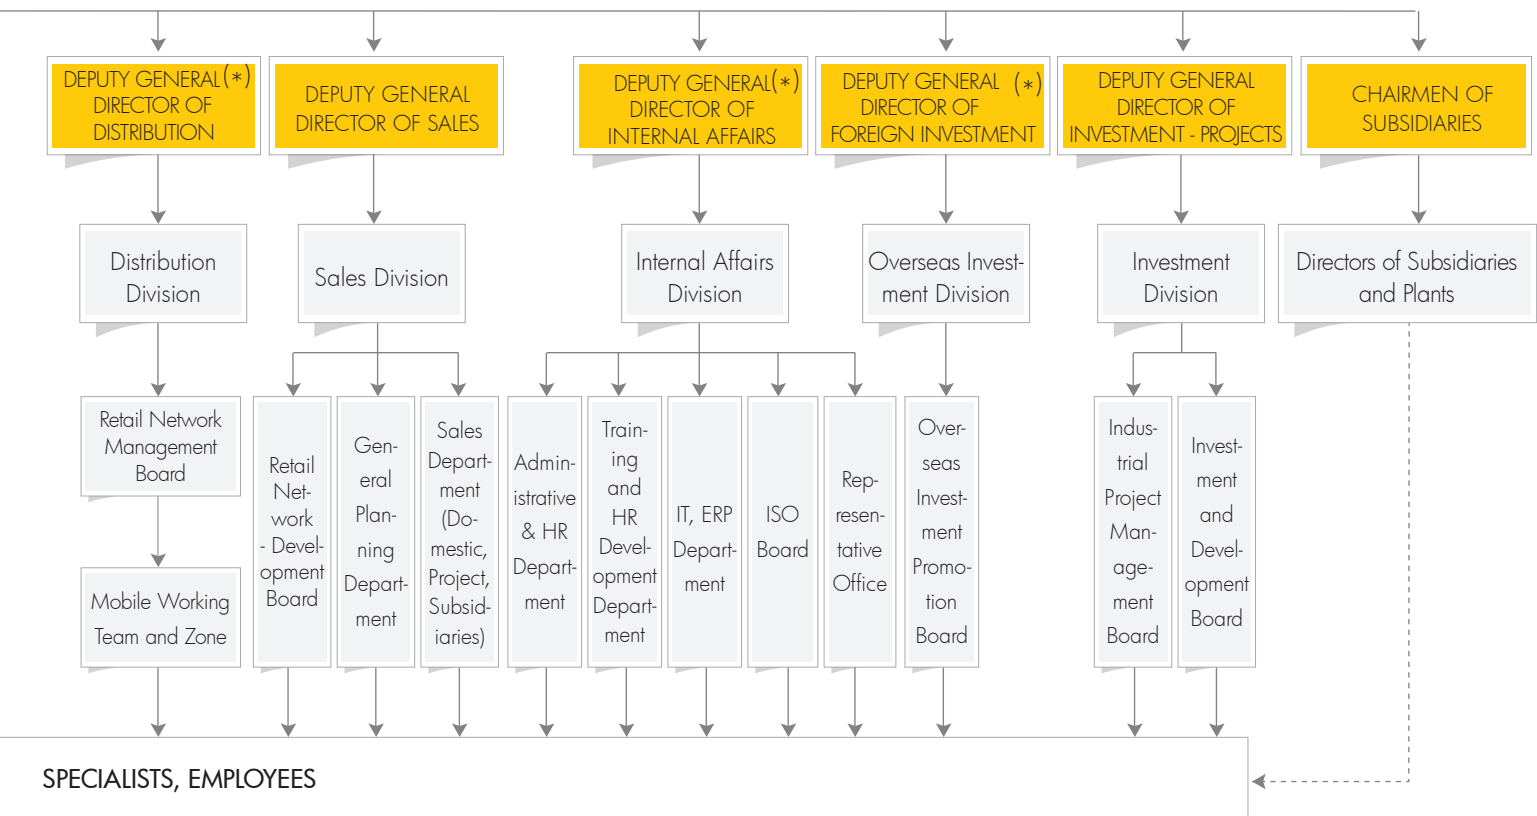 DEPUTY GENERAL (*)
DIRECTOR OF
DISTRIBUTION
DEPUTY GENERAL
DIRECTOR OF SALES
DEPUTY GENERAL (*)
DIRECTOR OF
INTERNAL AFFAIRS
DEPUTY GENERAL (*)
DIRECTOR OF
FOREIGN INVESTMENT
DEPUTY GENERAL
DIRECTOR OF
INVESTMENT - PROJECTS
CHAIRMEN OF
SUBSIDIARIES
Distribution
Division
Sales Division
Internal Affairs
Division
Overseas Invest-
ment Division
Investment
Division
Directors of Subsidiaries
and Plants
Retail Network
Management
Board
Mobile Working
Team and Zone
Retail
Net-
work
- Devel-
opment
Board
Gen-
eral
Plan-
ning
Depart-
ment
Sales
Depart-
ment
(Do-
mestic,
Project,
Subsid-
iaries)
Admin-
istrative
& HR
Depart-
ment
Train-
ing
and
HR
Devel-
opment
Depart-
ment
IT, ERP
Depart-
ment
ISO
Board
Rep-
resen-
tative
Office
Over-
seas
Invest-
ment
Promo-
tion
Board
Indus-
trial
Project
Man-
age-
ment
Board
Invest-
ment
and
Devel-
opment
Board
SPECIALISTS, EMPLOYEES